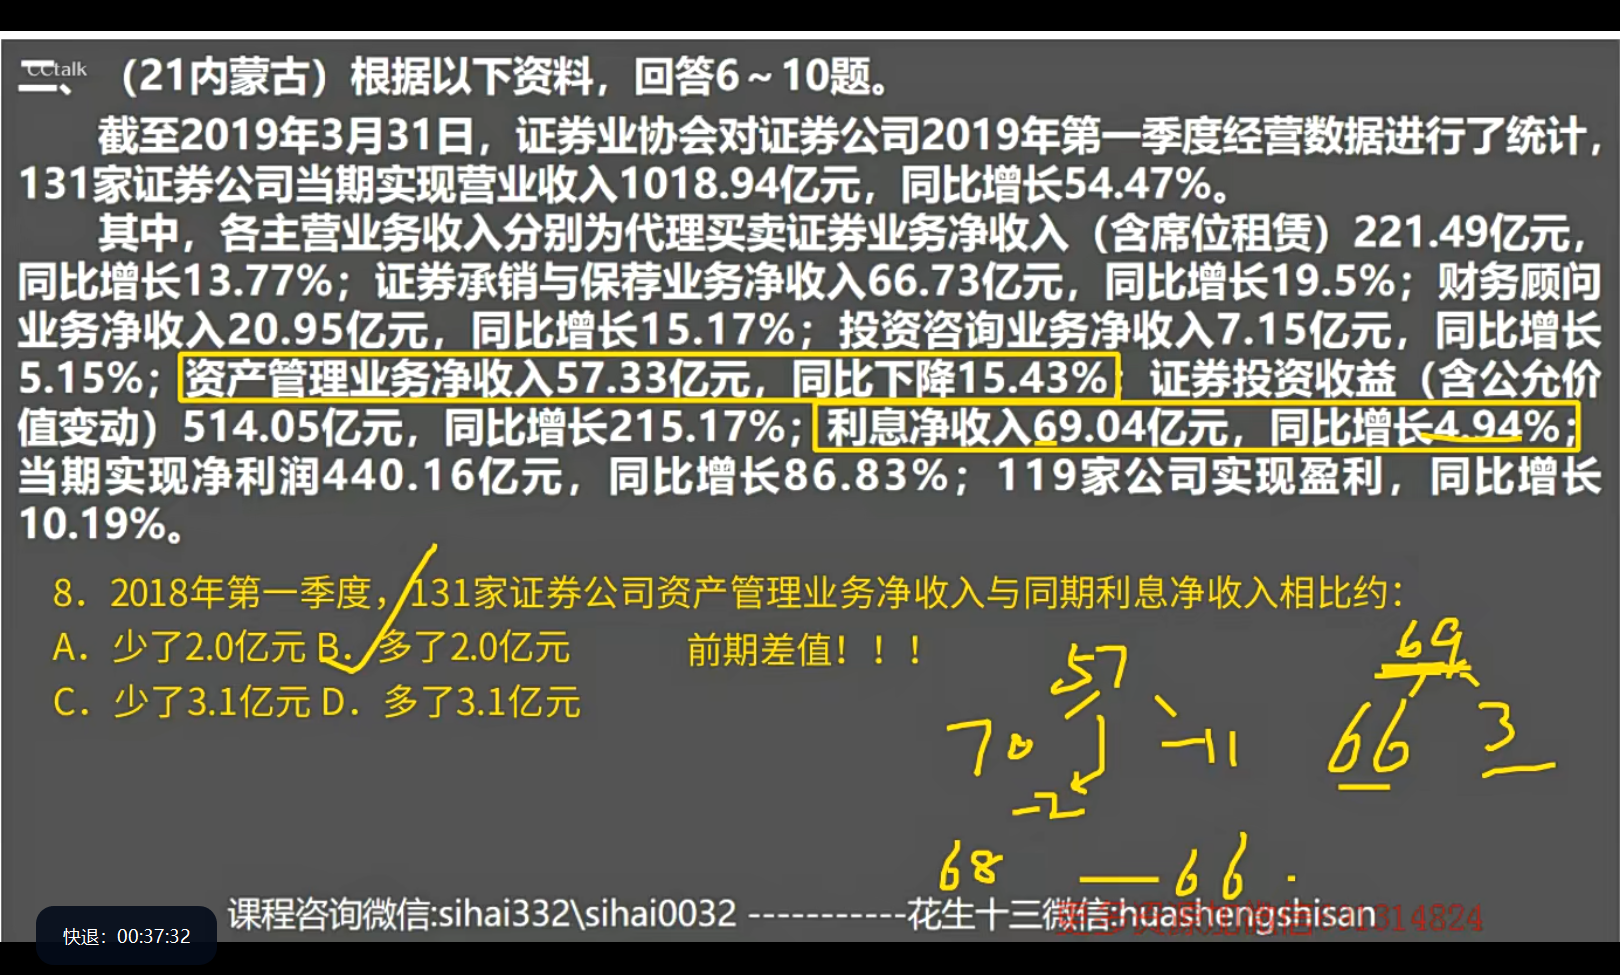 CCtalk
二、（21内蒙古）根据以下资料，回答6～10题。
截至2019年3月31日，证券业协会对证券公司2019年第一季度经营数据进行了统计，
131家证券公司当期实现营业收入1018.94亿元，同比增长54.47%。
其中，各主营业务收入分别为代理买卖证券业务净收入（含席位租赁）221.49亿元，
同比增长13.77%；证券承销与保荐业务净收入66.73亿元，同比增长19.5%；财务顾问
业务净收入20.95亿元，同比增长15.17%；投资咨询业务净收入7.15亿元，同比增长
5.15%；资产管理业务净收入57.33亿元，同比下降15.43%；证券投资收益（含公允价
值变动）514.05亿元，同比增长215.17%；利息净收入69.04亿元，同比增长4.94%；
当期实现净利润440.16亿元，同比增长86.83%；119家公司实现盈利，同比增长
10.19%。
8．2018年第一季度，131家证券公司资产管理业务净收入与同期利息净收入相比约：
A．少了2.0亿元 B．多了2.0亿元
前期差值！！！
C．少了3.1亿元 D．多了3.1亿元
57
69
70
-11
66
3
-2
68 — 66
课程咨询微信:sihai332\sihai0032 -----------花生十三微信:huashengshisan
快退：00:37:32